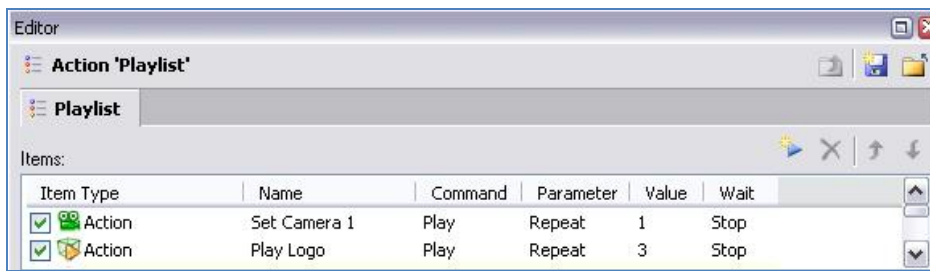 Editor
Action 'Playlist'
Playlist
Items:
Item Type Name Command Parameter Value Wait
Action Set Camera 1 Play Repeat 1 Stop
Action Play Logo Play Repeat 3 Stop